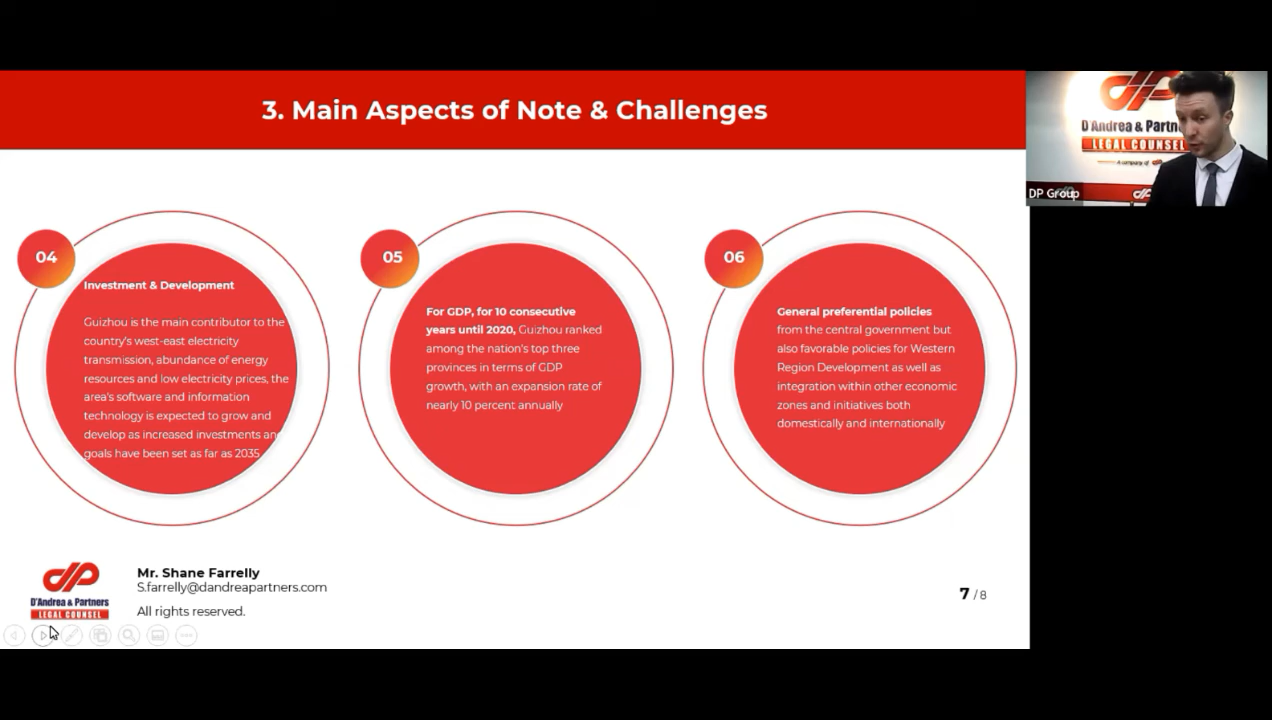 3. Main Aspects of Note & Challenges
04
Investment & Development
Guizhou is the main contributor to the
country's west-east electricity
transmission, abundance of energy
resources and low electricity prices, the
area's software and information
technology is expected to grow and
develop as increased investments and
goals have been set as far as 2035
05
For GDP, for 10 consecutive
years until 2020, Guizhou ranked
among the nation's top three
provinces in terms of GDP
growth, with an expansion rate of
nearly 10 percent annually
06
General preferential policies
from the central government but
also favorable policies for Western
Region Development as well as
integration within other economic
zones and initiatives both
domestically and internationally
D'Andrea & Partners
LEGAL COUNSEL
Mr. Shane Farrelly
S.farrelly@dandreapartners.com
All rights reserved.
7 / 8
D'Andrea & Partn
LEGAL COUNSEL
A company of
DP Group